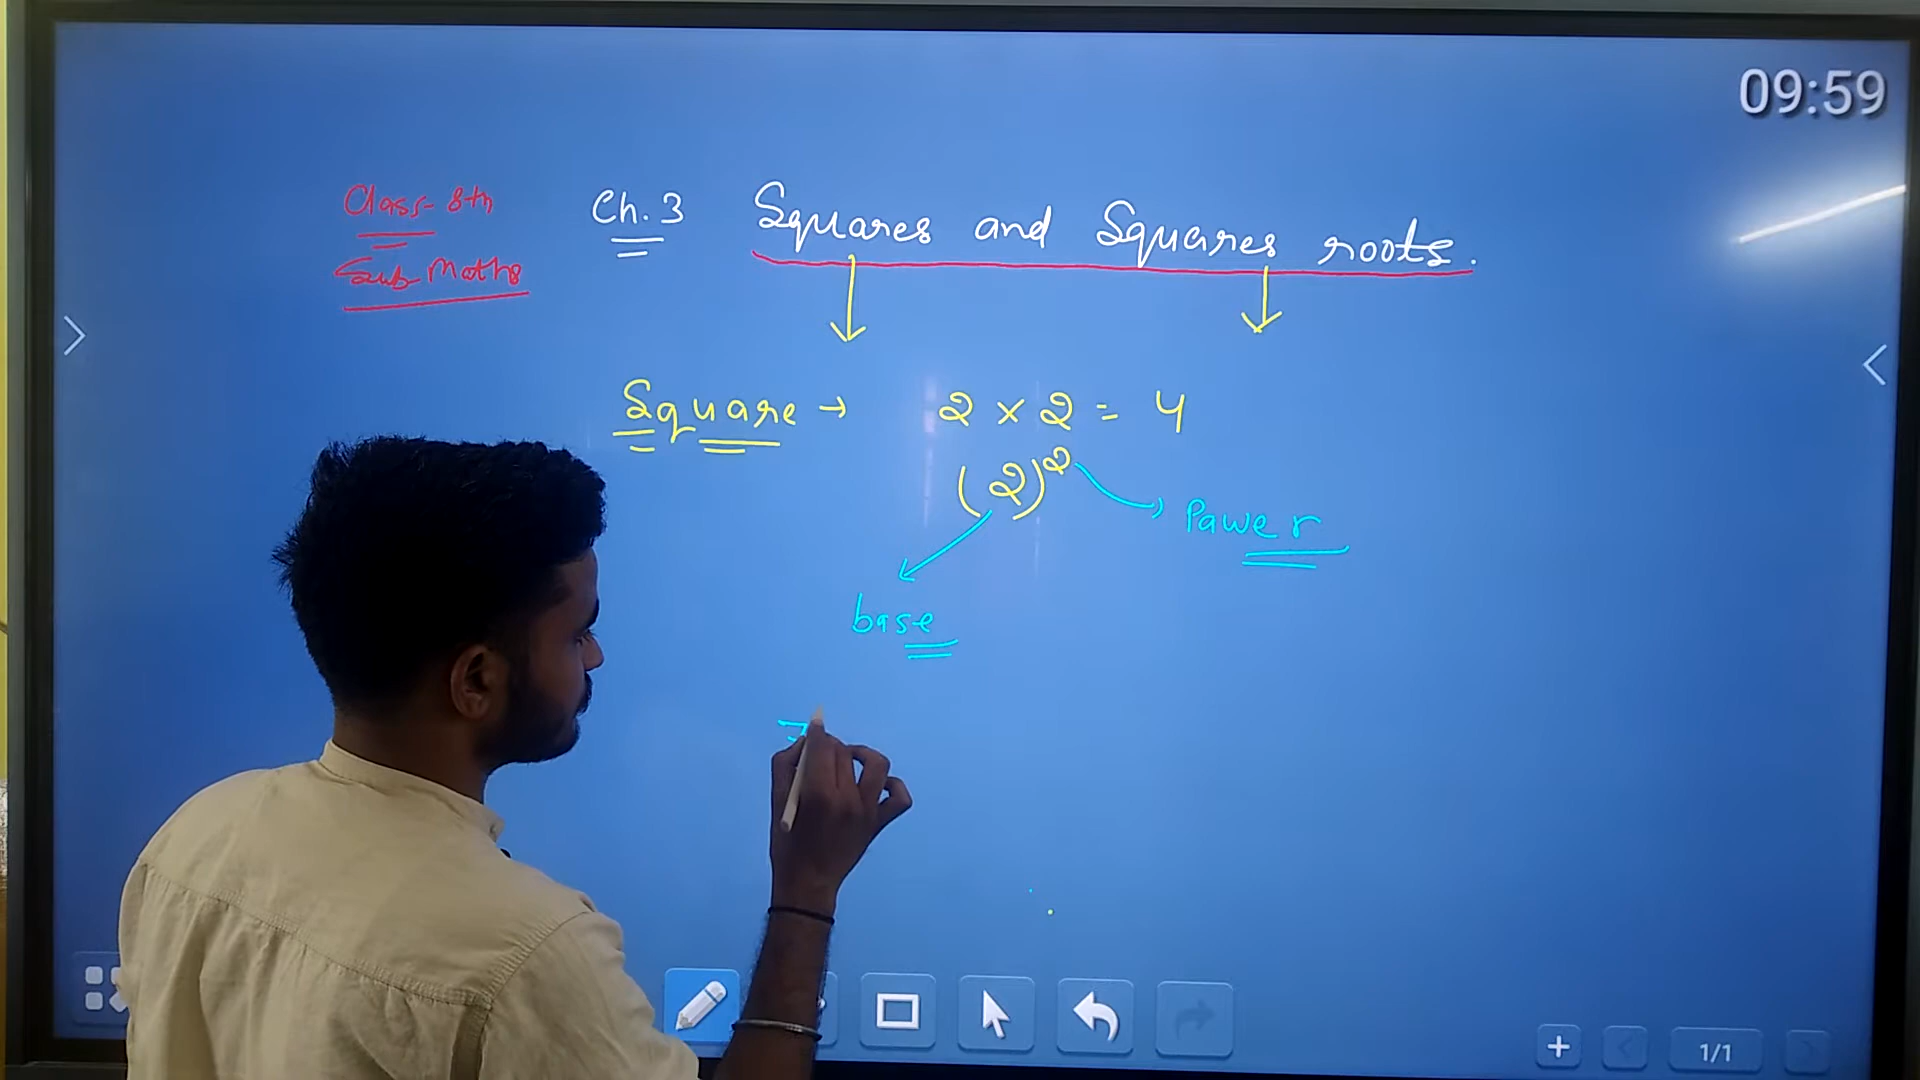 09:59
Class- 8th
Sub Maths
Ch. 3 Squares and Squares roots.
Square → 2 × 2 = 4
(2)²
Pawer
base
7
1/1